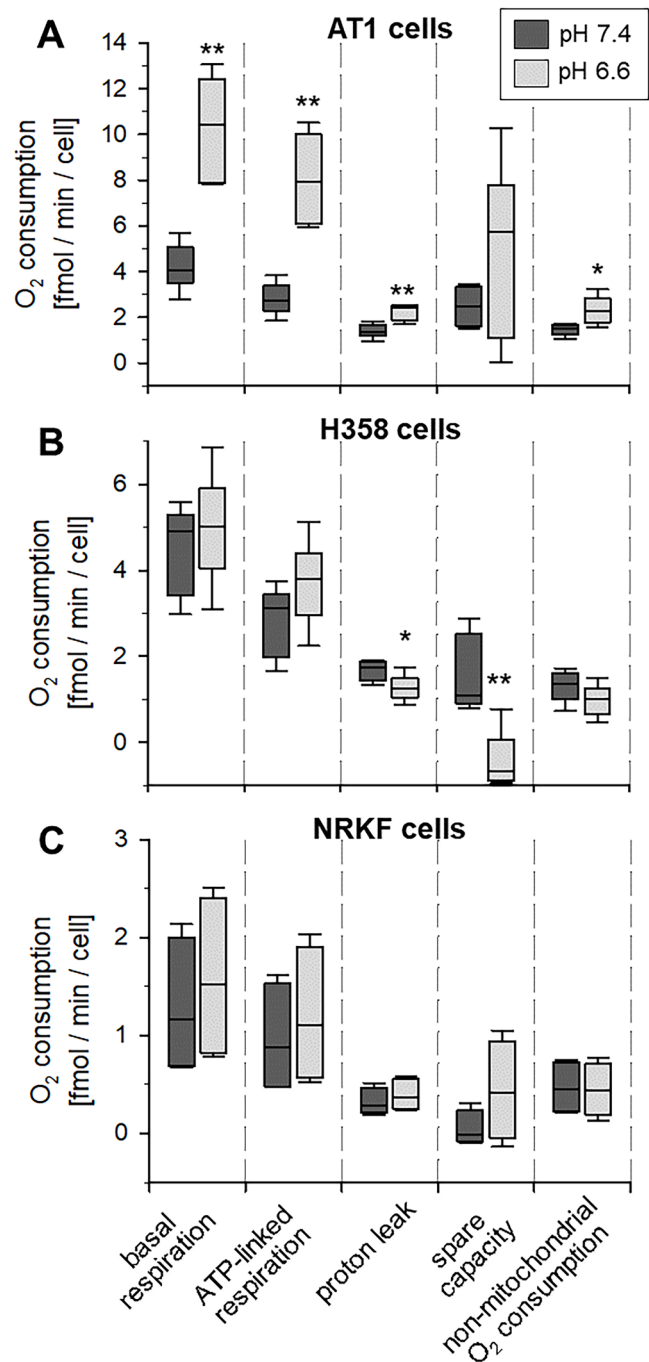 A
AT1 cells
pH 7.4
pH 6.6
O₂ consumption
[fmol / min / cell]
14
12
10
8
6
4
2
0
**
**
**
*
B
H358 cells
O₂ consumption
[fmol / min / cell]
6
4
2
0
*
**
C
NRKF cells
O₂ consumption
[fmol / min / cell]
3
2
1
0
basal
respiration
ATP-linked
respiration
proton leak
spare
capacity
non-mitochondrial
O₂ consumption